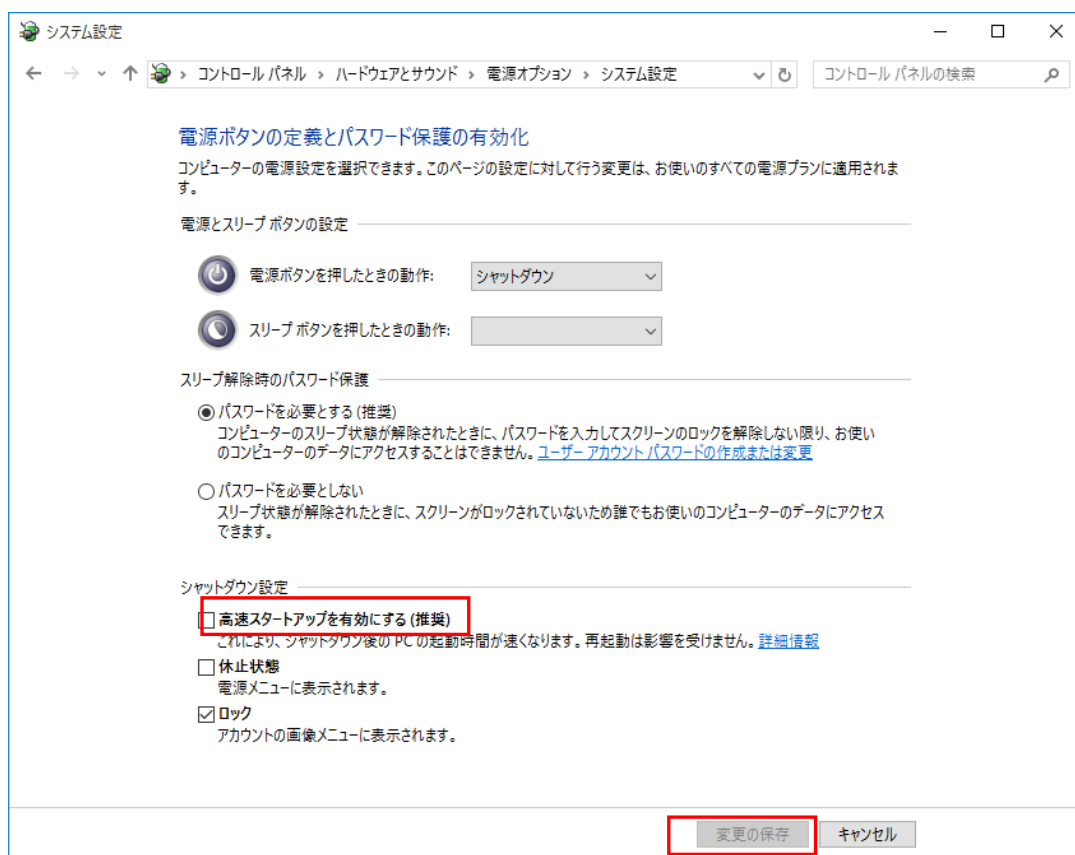 システム設定
コントロール パネル › ハードウェアとサウンド › 電源オプション › システム設定
コントロール パネルの検索
電源ボタンの定義とパスワード保護の有効化
コンピューターの電源設定を選択できます。このページの設定に対して行う変更は、お使いのすべての電源プランに適用されま
す。
電源とスリープ ボタンの設定
電源ボタンを押したときの動作: シャットダウン
スリープ ボタンを押したときの動作:
スリープ解除時のパスワード保護
パスワードを必要とする (推奨)
コンピューターのスリープ状態が解除されたときに、パスワードを入力してスクリーンのロックを解除しない限り、お使い
のコンピューターのデータにアクセスすることはできません。ユーザー アカウント パスワードの作成または変更
パスワードを必要としない
スリープ状態が解除されたときに、スクリーンがロックされていないため誰でもお使いのコンピューターのデータにアクセス
できます。
シャットダウン設定
高速スタートアップを有効にする (推奨)
これにより、シャットダウン後の PC の起動時間が速くなります。再起動は影響を受けません。詳細情報
休止状態
電源メニューに表示されます。
ロック
アカウントの画像メニューに表示されます。
変更の保存 キャンセル